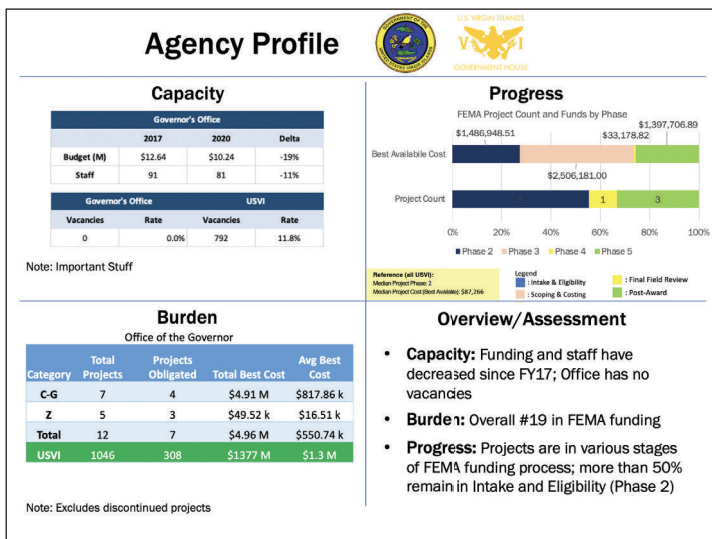 Agency Profile
U.S. VIRGIN ISLANDS
V I
GOVERNMENT HOUSE
Capacity
Governor's Office
2017 2020 Delta
Budget (M) $12.64 $10.24 -19%
Staff 91 81 -11%
Governor's Office USVI
Vacancies Rate Vacancies Rate
0 0.0% 792 11.8%
Note: Important Stuff
Progress
FEMA Project Count and Funds by Phase
$1,397,706.89
$1,486,948.51 $33,178.82
Best Availabile Cost
$2,506,181.00
Project Count 1 3
0% 20% 40% 60% 80% 100%
Phase 2 Phase 3 Phase 4 Phase 5
Reference (all USVI):
Median Project Phase: 2
Median Project Cost (Best Available): $87,266
Legend
: Intake & Eligibility
: Scoping & Costing
: Final Field Review
: Post-Award
Burden
Office of the Governor
Category Total Projects Projects Obligated Total Best Cost Avg Best Cost
C-G 7 4 $4.91 M $817.86 k
Z 5 3 $49.52 k $16.51 k
Total 12 7 $4.96 M $550.74 k
USVI 1046 308 $1377 M $1.3 M
Note: Excludes discontinued projects
Overview/Assessment
• Capacity: Funding and staff have
decreased since FY17; Office has no
vacancies
• Burden: Overall #19 in FEMA funding
• Progress: Projects are in various stages
of FEMA funding process; more than 50%
remain in Intake and Eligibility (Phase 2)